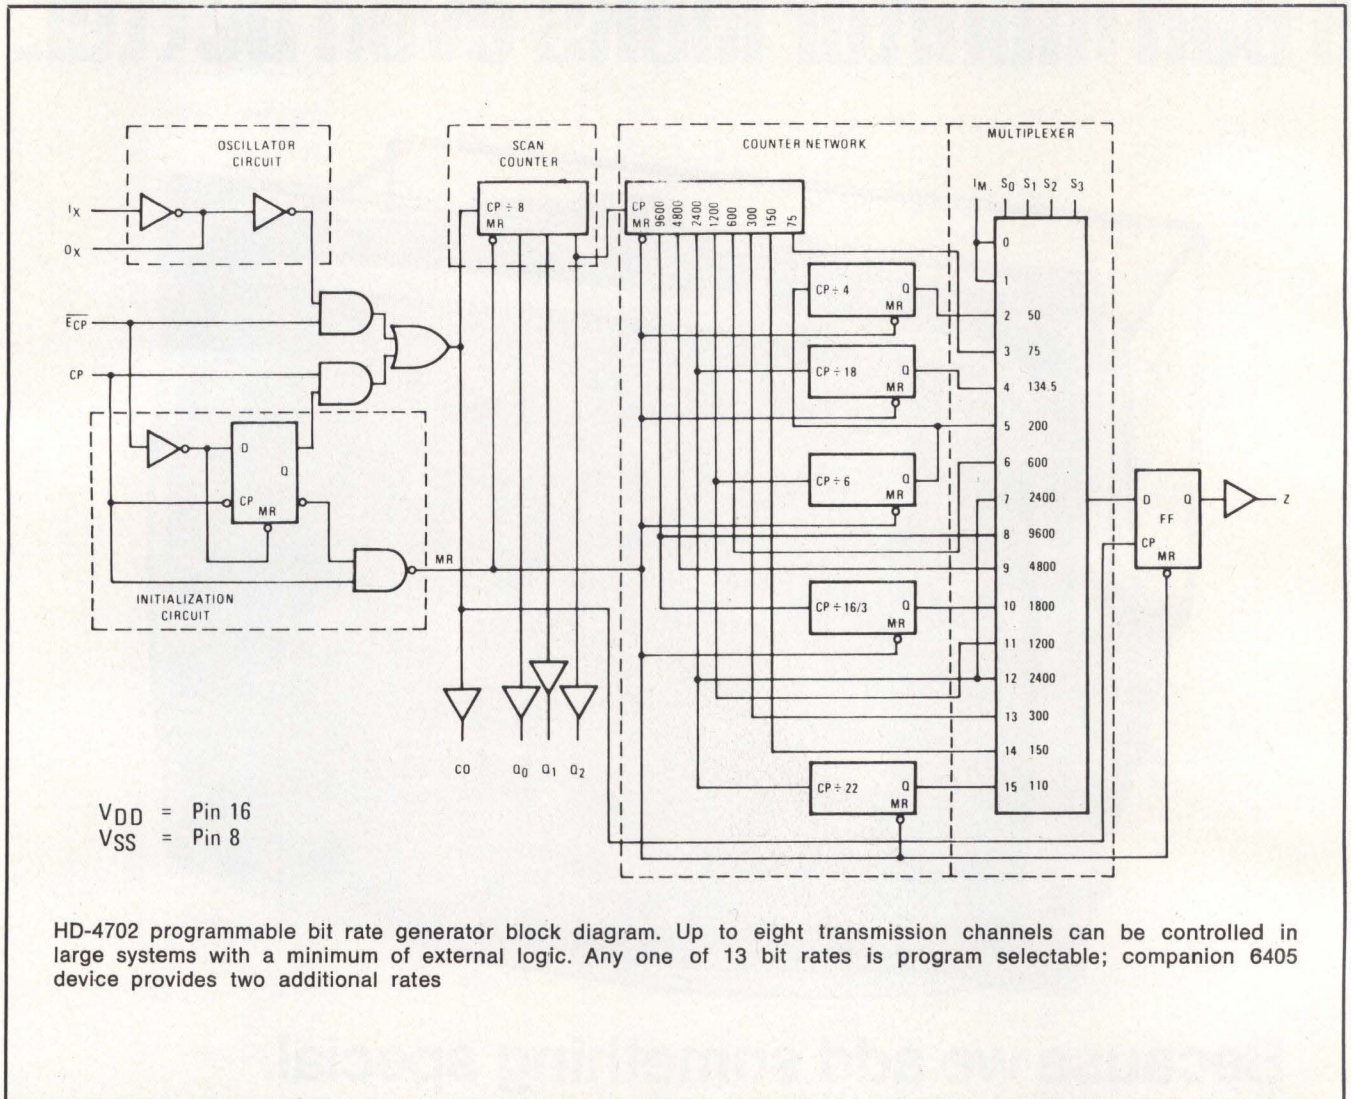 OSCILLATOR
CIRCUIT
SCAN
COUNTER
COUNTER NETWORK
MULTIPLEXER
IX
OX
ECP
CP
CP ÷ 8
MR
CP
MR
9600
4800
2400
1200
600
300
150
75
IM S0 S1 S2 S3
0
1
2 50
3 75
4 134.5
5 200
6 600
7 2400
8 9600
9 4800
10 1800
11 1200
12 2400
13 300
14 150
15 110
CP ÷ 4 Q
MR
CP ÷ 18 Q
MR
CP ÷ 6 Q
MR
CP ÷ 16/3 Q
MR
CP ÷ 22 Q
MR
D
Q
CP
MR
MR
INITIALIZATION
CIRCUIT
D Q
FF
CP
MR
Z
CO Q0 Q1 Q2
VDD = Pin 16
VSS = Pin 8
HD-4702 programmable bit rate generator block diagram. Up to eight transmission channels can be controlled in
large systems with a minimum of external logic. Any one of 13 bit rates is program selectable; companion 6405
device provides two additional rates